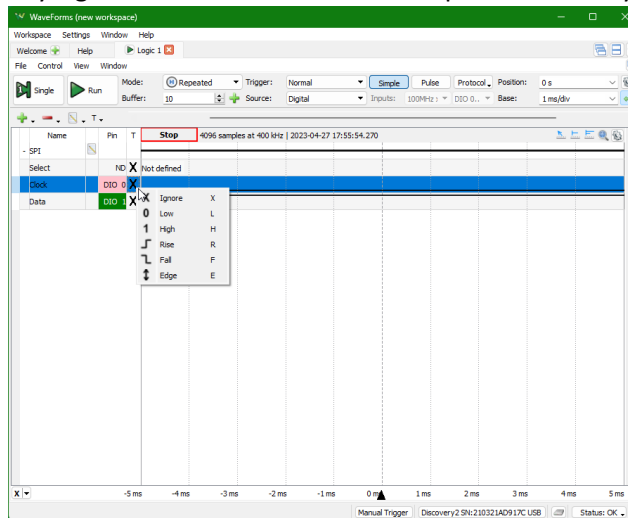 WaveForms (new workspace)
Workspace Settings Window Help
Welcome Help Logic 1
File Control View Window
Single Run Mode: Repeated Trigger: Normal Simple Pulse Protocol Position: 0 s
Buffer: 10 Source: Digital Inputs: 100MHz DIO 0.. Base: 1 ms/div
T
Name Pin T Stop 4096 samples at 400 kHz | 2023-04-27 17:55:54.270
- SPI
Select ND X Not defined
Clock DIO 0 X
Data DIO 1 X
X Ignore X
0 Low L
1 High H
Rise R
Fall F
Edge E
X -5 ms -4 ms -3 ms -2 ms -1 ms 0 ms 1 ms 2 ms 3 ms 4 ms 5 ms
Manual Trigger Discovery2 SN:210321AD917C USB Status: OK